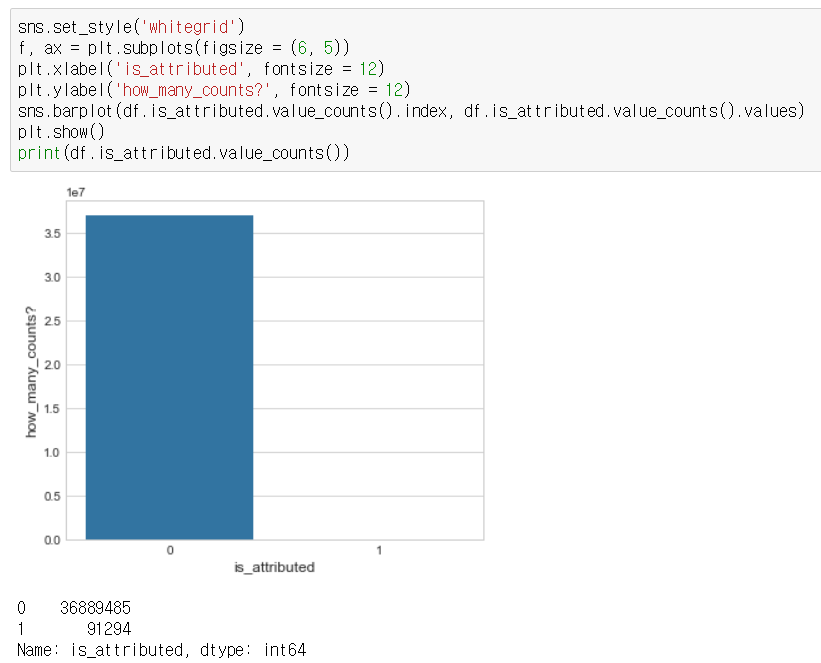 sns.set_style('whitegrid')
f, ax = plt.subplots(figsize = (6, 5))
plt.xlabel('is_attributed', fontsize = 12)
plt.ylabel('how_many_counts?', fontsize = 12)
sns.barplot(df.is_attributed.value_counts().index, df.is_attributed.value_counts().values)
plt.show()
print(df.is_attributed.value_counts())
1e7
3.5
3.0
2.5
2.0
1.5
1.0
0.5
0.0
how_many_counts?
0 1
is_attributed
0 36889485
1 91294
Name: is_attributed, dtype: int64